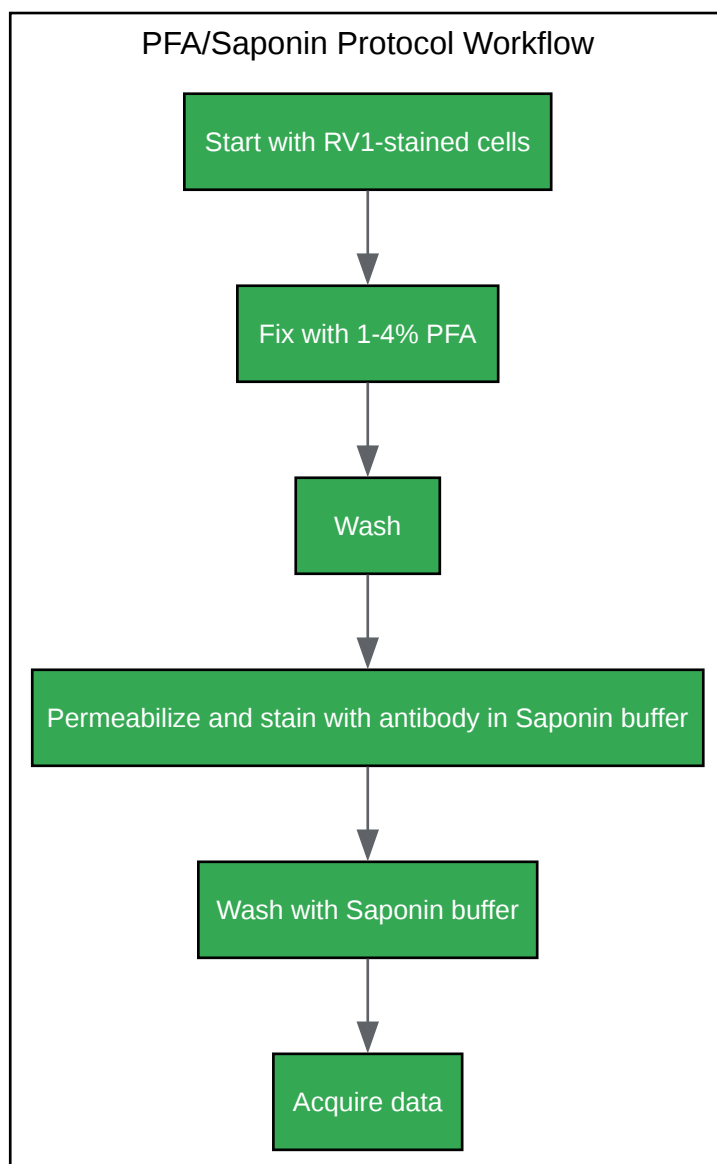 PFA/Saponin Protocol Workflow
Start with RV1-stained cells
Fix with 1-4% PFA
Wash
Permeabilize and stain with antibody in Saponin buffer
Wash with Saponin buffer
Acquire data